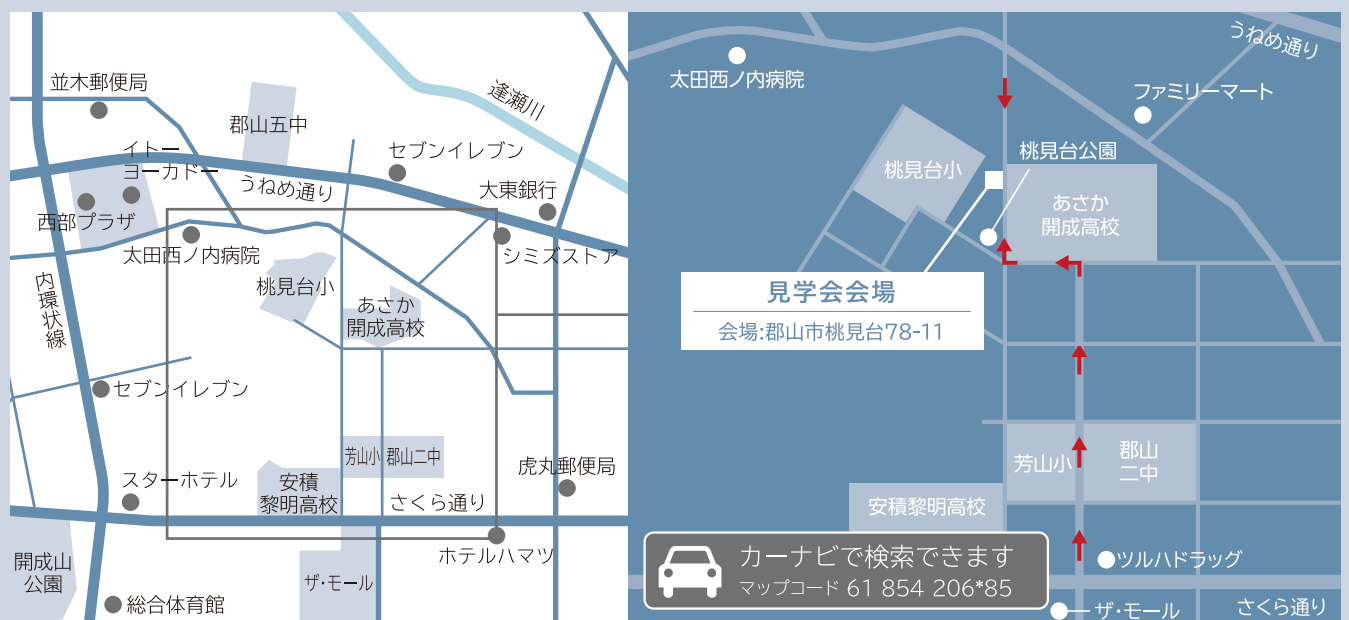 並木郵便局
郡山五中
逢瀬川
イトー
ヨーカドー
セブンイレブン
うねめ通り
大東銀行
西部プラザ
太田西ノ内病院
シミズストア
内環状線
桃見台小
あさか
開成高校
セブンイレブン
芳山小
郡山二中
虎丸郵便局
スターホテル
安積
黎明高校
さくら通り
ホテルハマツ
開成山
公園
ザ・モール
総合体育館
うねめ通り
太田西ノ内病院
ファミリーマート
桃見台公園
桃見台小
あさか
開成高校
見学会会場
会場:郡山市桃見台78-11
芳山小
郡山
二中
安積黎明高校
カーナビで検索できます
マップコード 61 854 206*85
ツルハドラッグ
ザ・モール
さくら通り